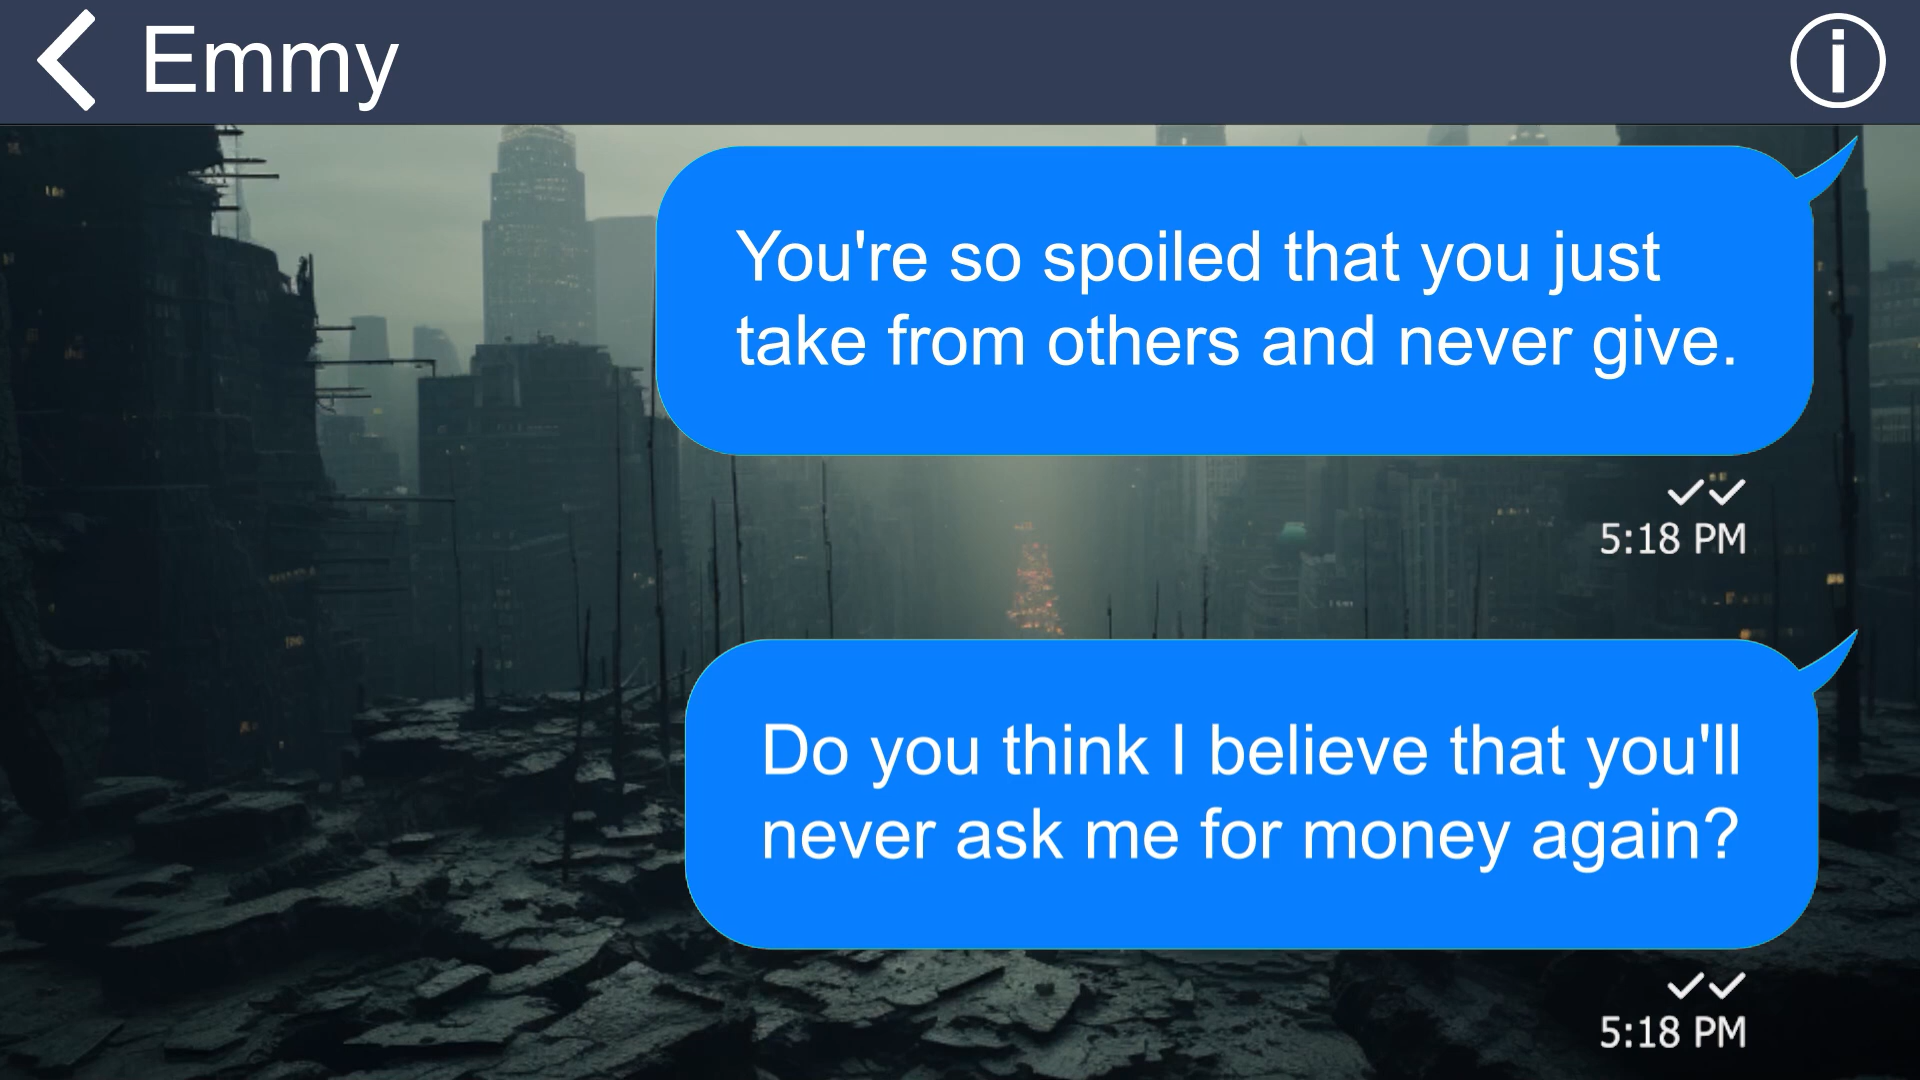 Emmy
You're so spoiled that you just
take from others and never give.
5:18 PM
Do you think I believe that you'll
never ask me for money again?
5:18 PM